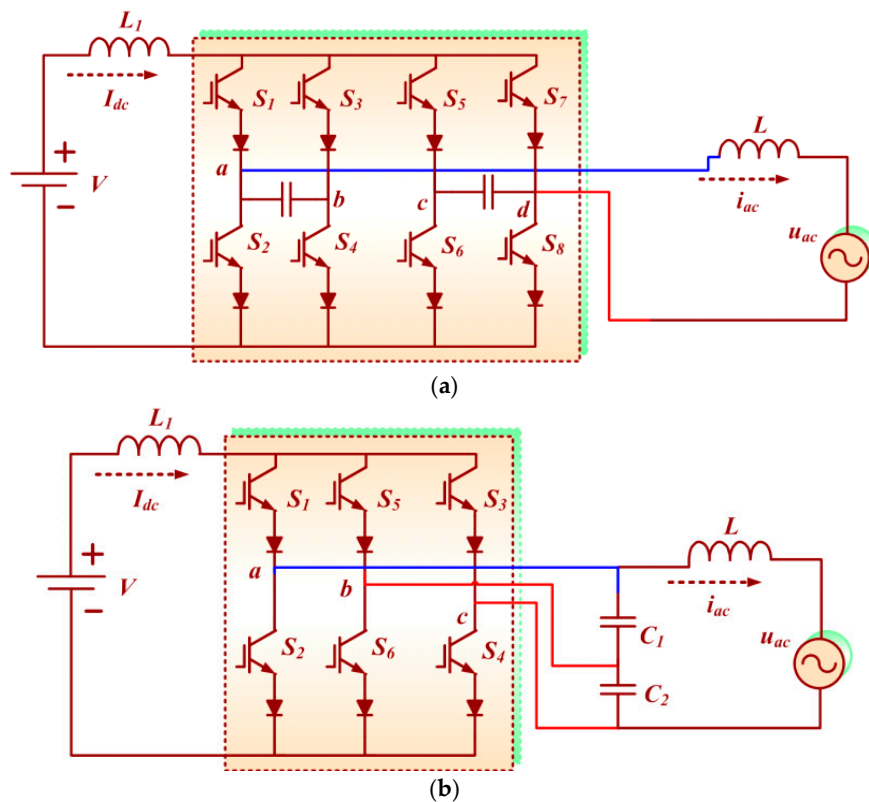 L1
Idc
S1 S3 S5 S7
+
V
−
a
b
c
d
S2 S4 S6 S8
L
iac
uac
(a)
L1
Idc
S1 S5 S3
+
V
−
a
b
c
S2 S6 S4
L
iac
C1
C2
uac
(b)